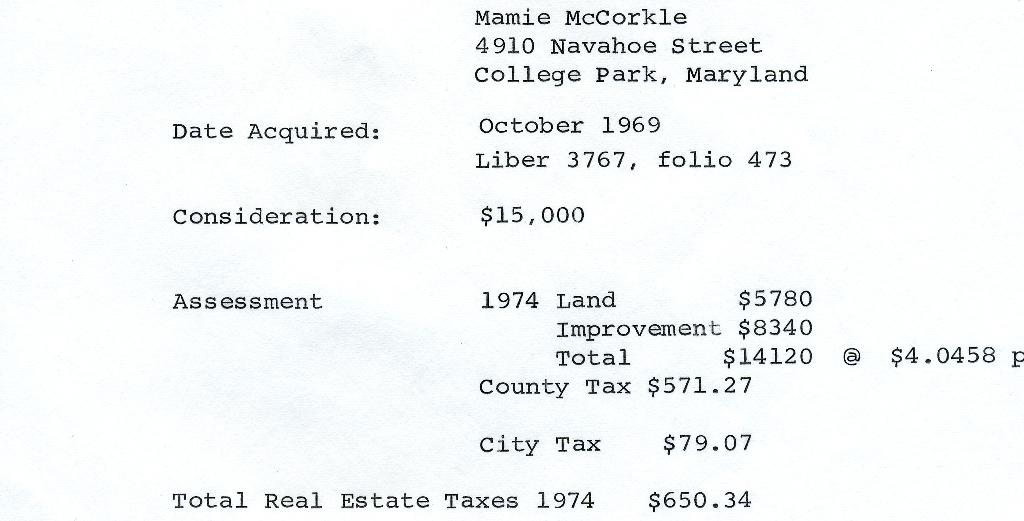 Mamie McCorkle
4910 Navahoe Street
College Park, Maryland
Date Acquired: October 1969
Liber 3767, folio 473
Consideration: $15,000
Assessment 1974 Land $5780
Improvement $8340
Total $14120 @ $4.0458 p
County Tax $571.27
City Tax $79.07
Total Real Estate Taxes 1974 $650.34